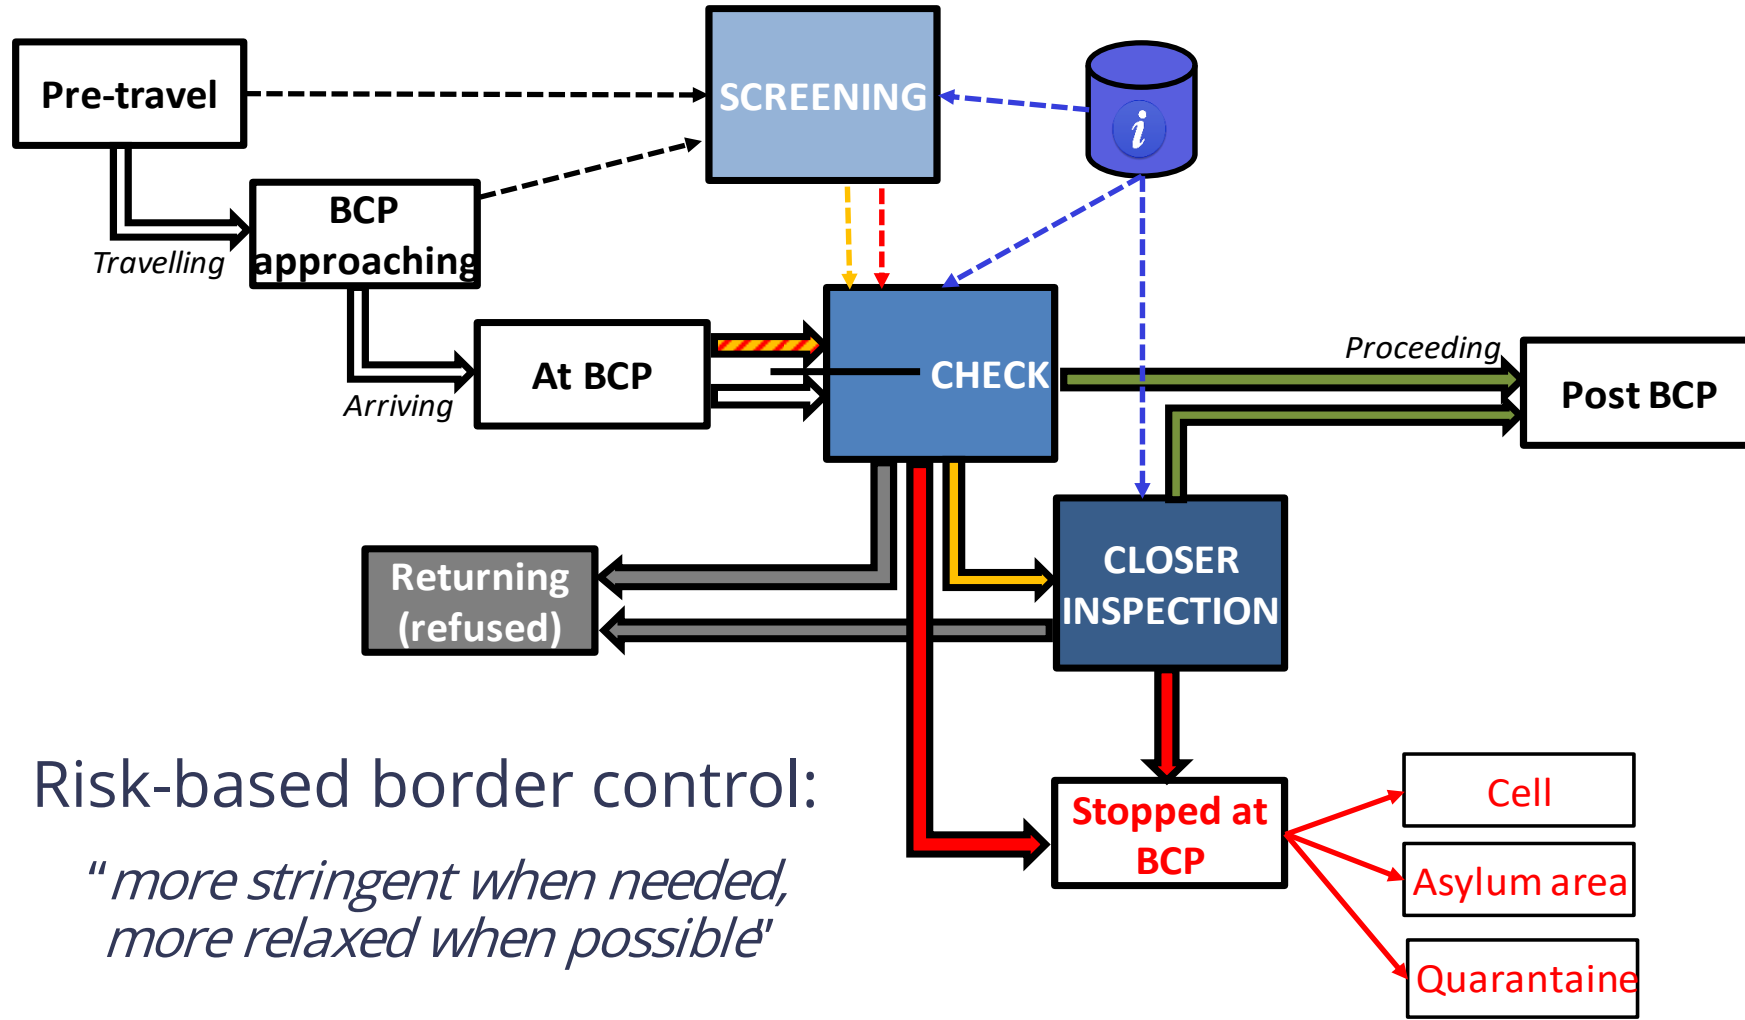 Pre-travel
SCREENING
i
BCP
approaching
Travelling
At BCP
Arriving
CHECK
Proceeding
Post BCP
Returning
(refused)
CLOSER
INSPECTION
Stopped at
BCP
Cell
Asylum area
Quarantaine
Risk-based border control:
“more stringent when needed,
more relaxed when possible”